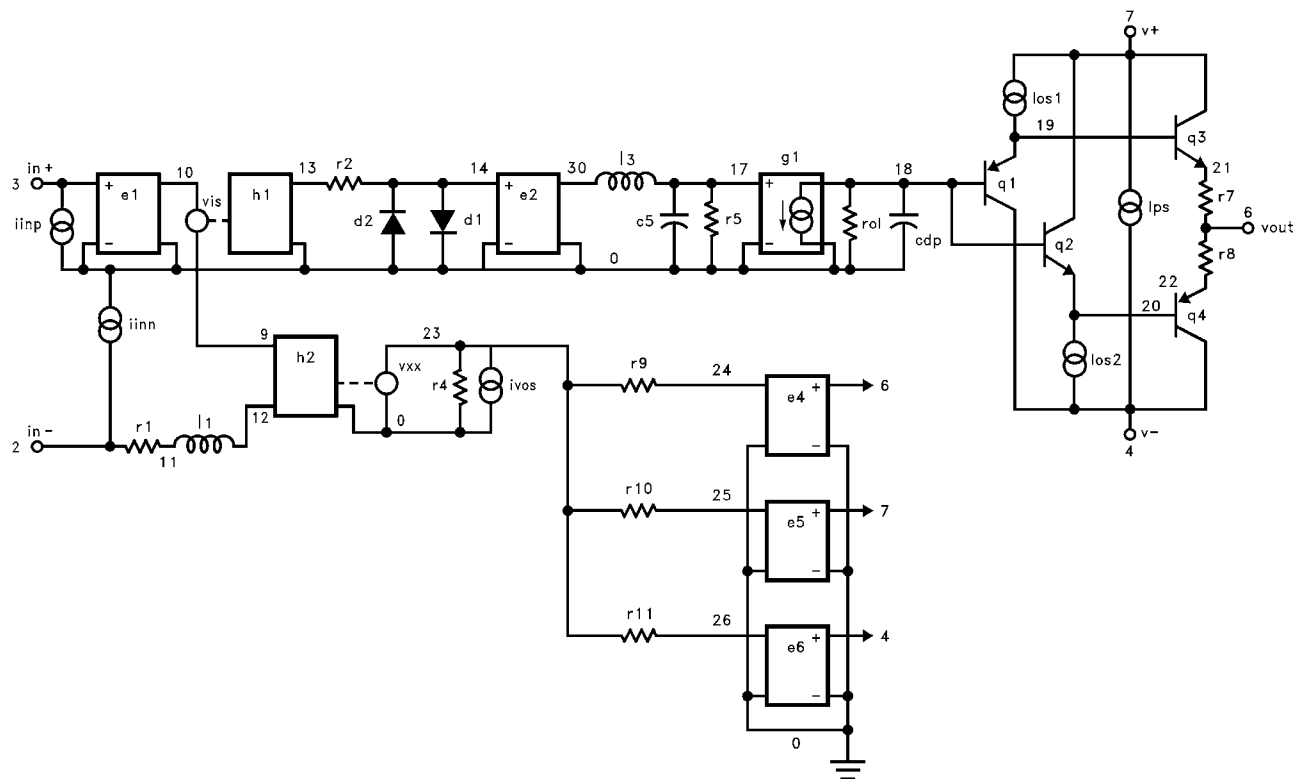 7
v+
Ios1
19
q3
21
r7
q1
Ips
6
vout
r8
q2
22
20
q4
Ios2
v−
4
in+
3
iinp
+
e1
−
10
vis
h1
13
r2
d2
d1
14
+
e2
−
30
l3
c5
r5
0
17
g1
+
−
rol
18
cdp
iinn
9
h2
12
23
vxx
r4
ivos
0
in−
2
r1
11
l1
r9
24
e4
+
−
6
r10
25
e5
+
−
7
r11
26
e6
+
−
4
0